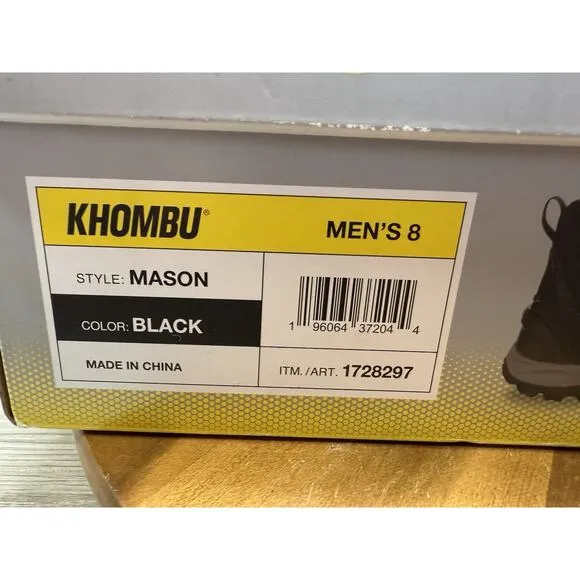 KHOMBU®
MEN'S 8
STYLE: MASON
COLOR: BLACK
MADE IN CHINA
1 96064 37204 4
ITM. /ART. 1728297